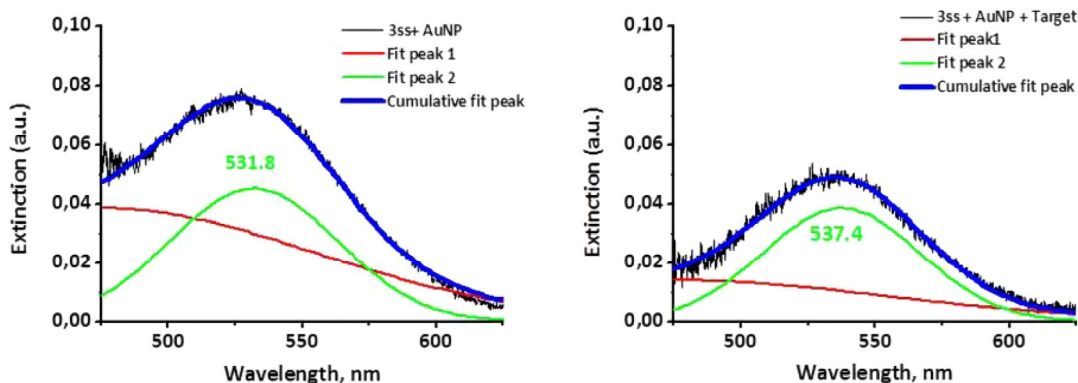 0,10
0,08
0,06
0,04
0,02
0,00
Extinction (a.u.)
3ss+ AuNP
Fit peak 1
Fit peak 2
Cumulative fit peak
531.8
500
550
600
Wavelength, nm
0,10
0,08
0,06
0,04
0,02
0,00
Extinction (a.u.)
3ss + AuNP + Target
Fit peak1
Fit peak 2
Cumulative fit peak
537.4
500
550
600
Wavelength, nm